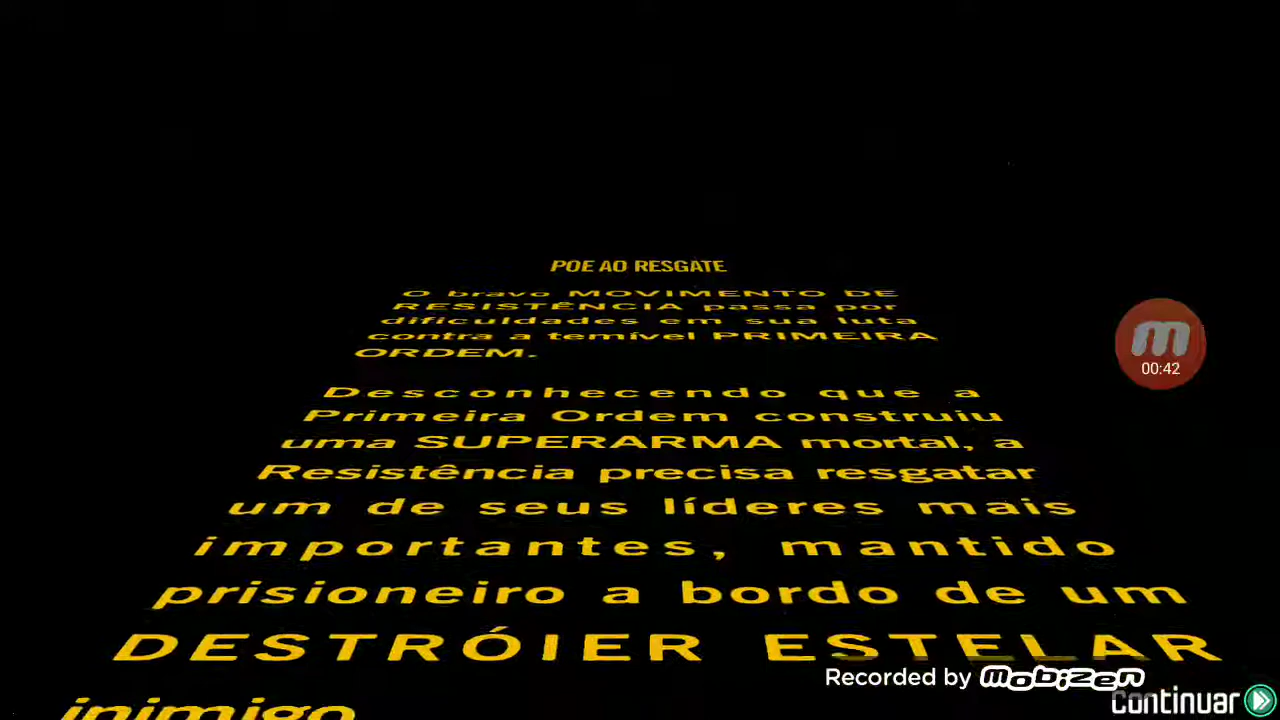 POE AO RESGATE
O bravo MOVIMENTO DE
RESISTÊNCIA passa por
dificuldades em sua luta
contra a temível PRIMEIRA
ORDEM.
Desconhecendo que a
Primeira Ordem construiu
uma SUPERARMA mortal, a
Resistência precisa resgatar
um de seus líderes mais
importantes, mantido
prisioneiro a bordo de um
DESTRÓIER ESTELAR
inimigo
00:42
Recorded by mobizen
continuar